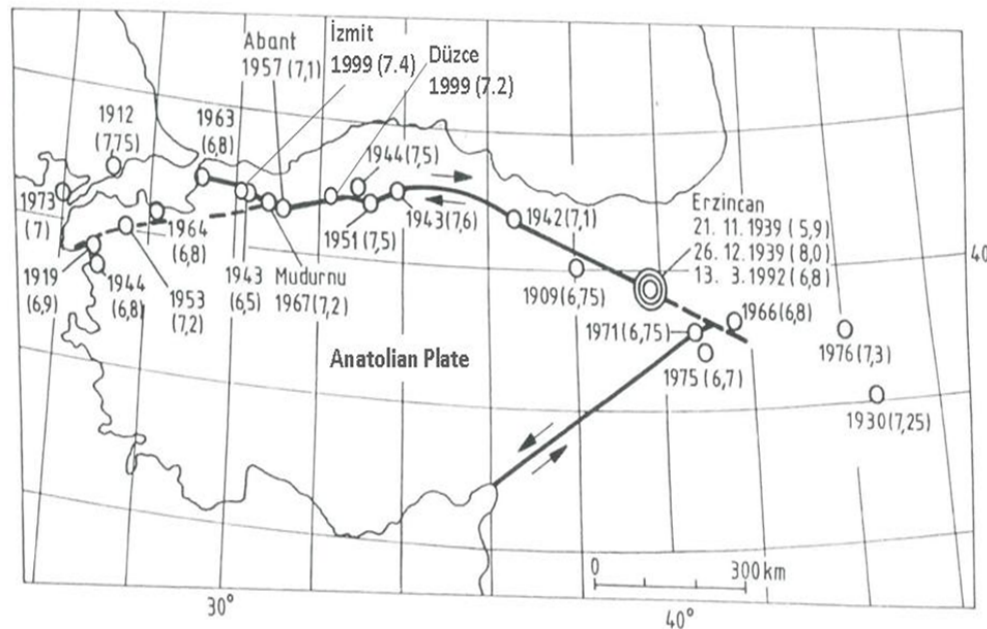 Abant
1957 (7,1)
İzmit
1999 (7.4)
Düzce
1999 (7.2)
1912
(7,75)
1963
(6,8)
1944 (7,5)
1973
(7)
1964
(6,8)
1951 (7,5)
1943 (7,6)
1942 (7,1)
Erzincan
21. 11. 1939 ( 5,9 )
26. 12. 1939 ( 8,0 )
13. 3. 1992 ( 6,8 )
40
1919
(6,9)
1944
(6,8)
1953
(7,2)
1943
(6,5)
Mudurnu
1967 (7,2)
1909 (6,75)
1966 (6,8)
1971 (6,75)
1976 (7,3)
1975 ( 6,7 )
Anatolian Plate
1930 (7,25)
0 300 km
30°
40°